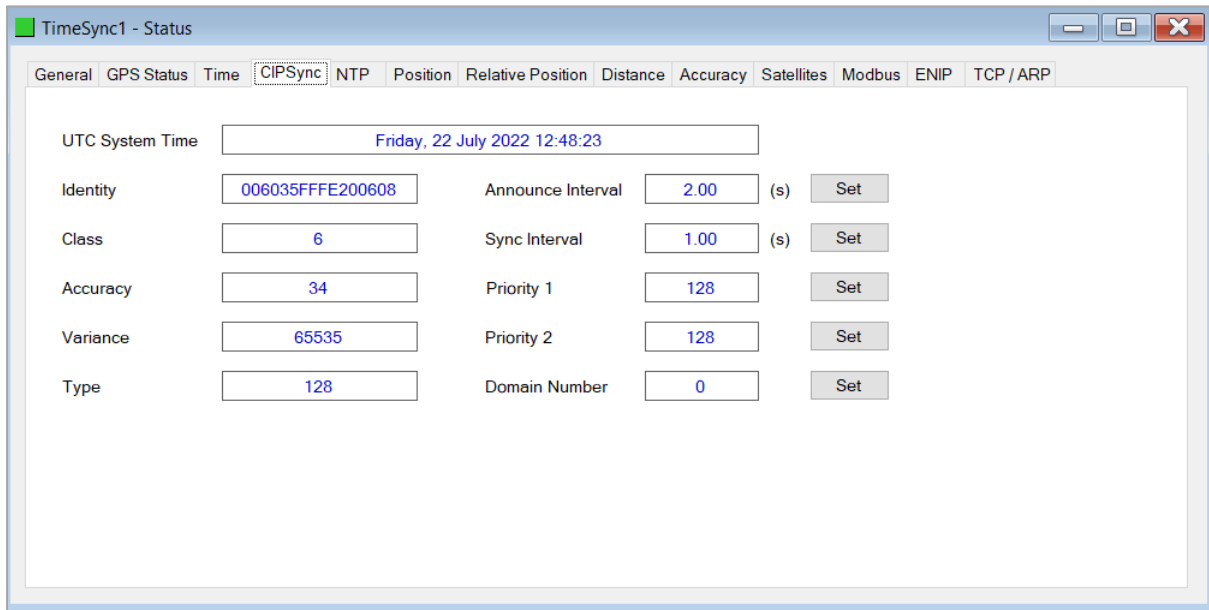 TimeSync1 - Status
General GPS Status Time CIPSync NTP Position Relative Position Distance Accuracy Satellites Modbus ENIP TCP / ARP
UTC System Time Friday, 22 July 2022 12:48:23
Identity 006035FFFE200608 Announce Interval 2.00 (s) Set
Class 6 Sync Interval 1.00 (s) Set
Accuracy 34 Priority 1 128 Set
Variance 65535 Priority 2 128 Set
Type 128 Domain Number 0 Set